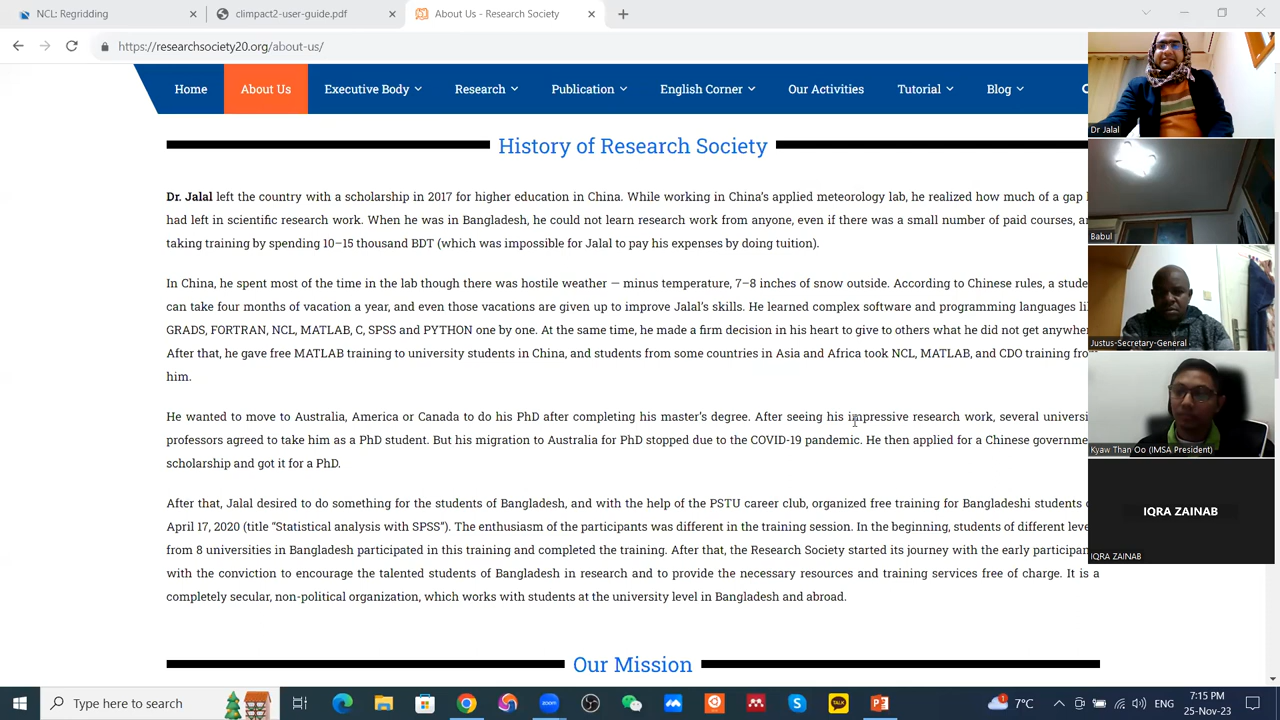 NCL: Regridding
climpact2-user-guide.pdf
About Us - Research Society
https://researchsociety20.org/about-us/
Home About Us Executive Body Research Publication English Corner Our Activities Tutorial Blog
History of Research Society
Dr. Jalal left the country with a scholarship in 2017 for higher education in China. While working in China's applied meteorology lab, he realized how much of a gap
had left in scientific research work. When he was in Bangladesh, he could not learn research work from anyone, even if there was a small number of paid courses,
taking training by spending 10–15 thousand BDT (which was impossible for Jalal to pay his expenses by doing tuition).
In China, he spent most of the time in the lab though there was hostile weather — minus temperature, 7–8 inches of snow outside. According to Chinese rules, a
can take four months of vacation a year, and even those vacations are given up to improve Jalal's skills. He learned complex software and programming languages
GRADS, FORTRAN, NCL, MATLAB, C, SPSS and PYTHON one by one. At the same time, he made a firm decision in his heart to give to others what he did not get
After that, he gave free MATLAB training to university students in China, and students from some countries in Asia and Africa took NCL, MATLAB, and CDO training
him.
He wanted to move to Australia, America or Canada to do his PhD after completing his master's degree. After seeing his impressive research work, several
professors agreed to take him as a PhD student. But his migration to Australia for PhD stopped due to the COVID-19 pandemic. He then applied for a Chinese
scholarship and got it for a PhD.
After that, Jalal desired to do something for the students of Bangladesh, and with the help of the PSTU career club, organized free training for Bangladeshi students
April 17, 2020 (title "Statistical analysis with SPSS"). The enthusiasm of the participants was different in the training session. In the beginning, students of different
from 8 universities in Bangladesh participated in this training and completed the training. After that, the Research Society started its journey with the early
with the conviction to encourage the talented students of Bangladesh in research and to provide the necessary resources and training services free of charge. It is a
completely secular, non-political organization, which works with students at the university level in Bangladesh and abroad.
Our Mission
Dr Jalal
Babul
Justus-Secretary-General
Kyaw Than Oo (IMSA President)
IQRA ZAINAB
IQRA ZAINAB
Type here to search
zoom
TALK
1
7°C
ENG
7:15 PM
25-Nov-23